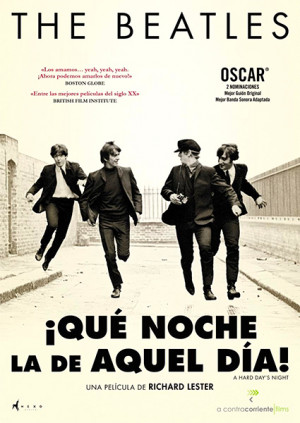 THE BEATLES
«Los amamos... yeah, yeah, yeah.
¡Ahora podemos amarlos de nuevo!»
BOSTON GLOBE
«Entre las mejores películas del siglo XX»
BRITISH FILM INSTITUTE
OSCAR®
2 NOMINACIONES
Mejor Guión Original
Mejor Banda Sonora Adaptada
¡QUÉ NOCHE
LA DE AQUEL DÍA!
A HARD DAY'S NIGHT
UNA PELÍCULA DE RICHARD LESTER
NERO
a contracorriente films